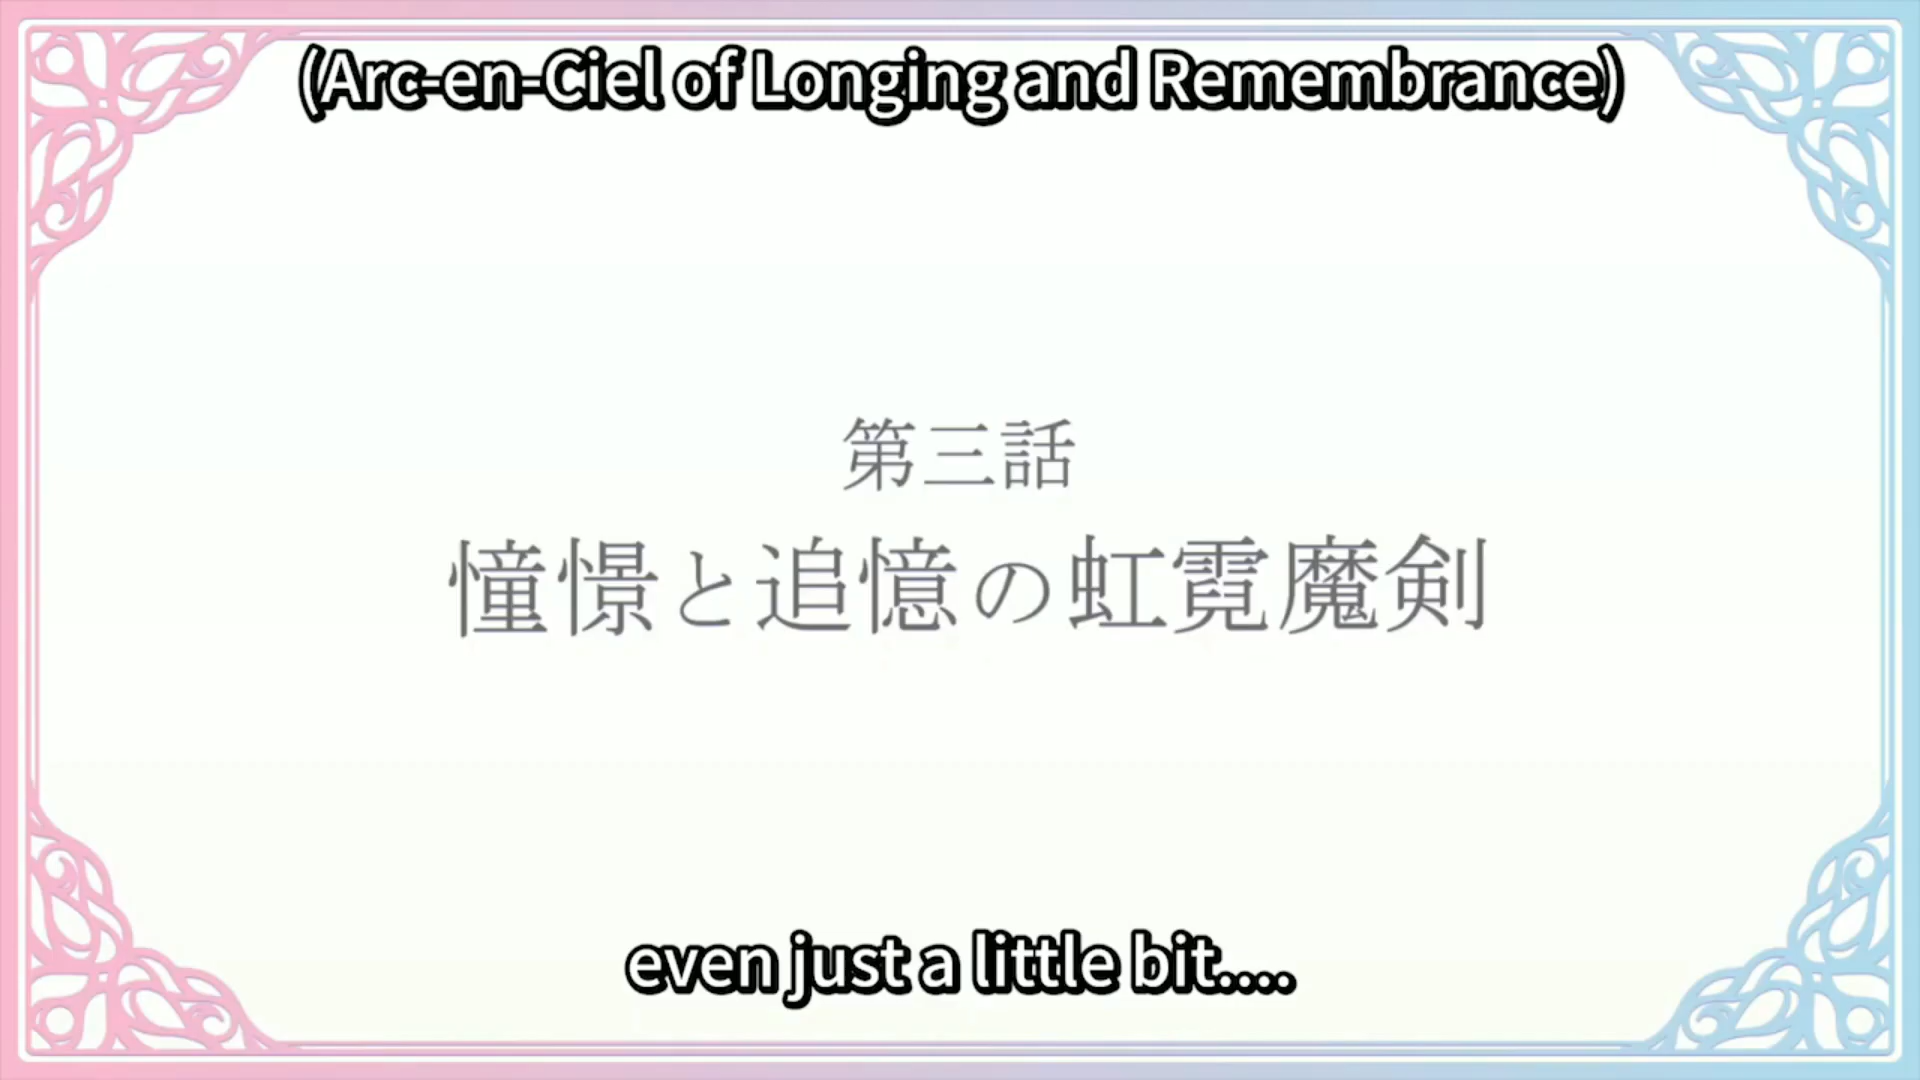 (Arc-en-Ciel of Longing and Remembrance)
第三話
憧憬と追憶の虹霓魔剣
even just a little bit....